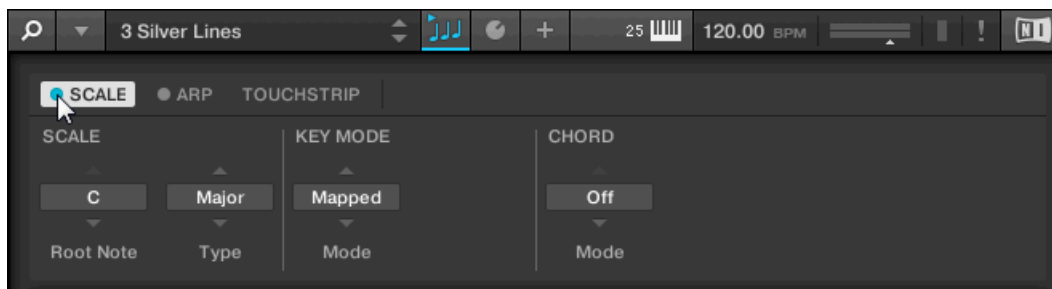 3 Silver Lines 25 120.00 BPM ! NI
SCALE ARP TOUCHSTRIP
SCALE KEY MODE CHORD
C Major Mapped Off
Root Note Type Mode Mode